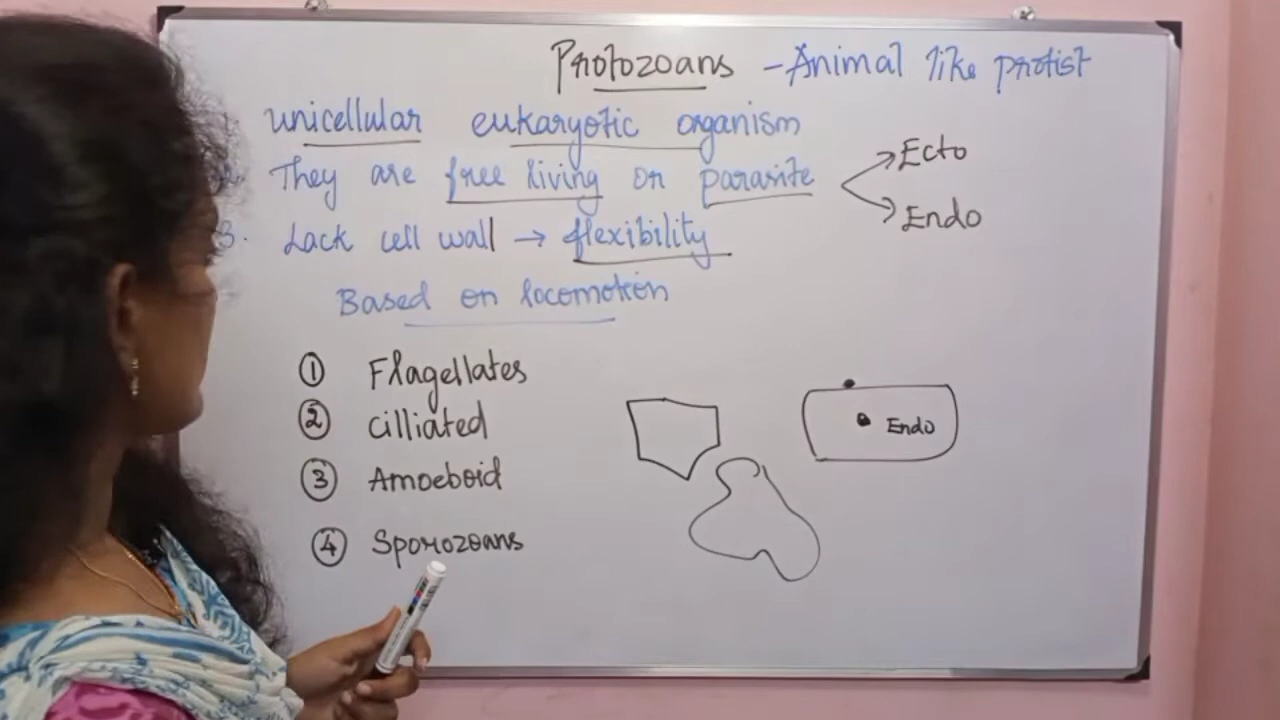 Protozoans - Animal like protist
unicellular eukaryotic organism
They are free living or parasite
Ecto
Endo
3. Lack cell wall → flexibility
Based on locomotion
① Flagellates
② Cilliated
③ Amoeboid
④ Sporozoans
Endo